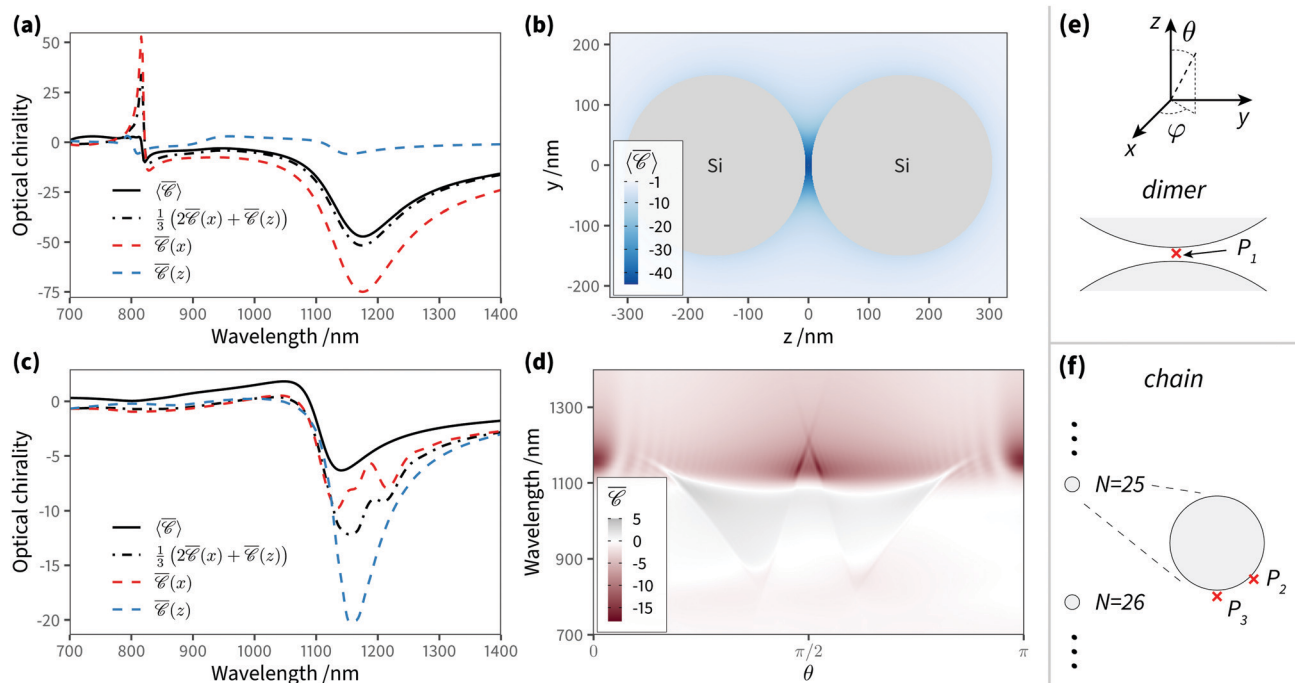 (a)
50
25
0
-25
-50
-75
Optical chirality
⟨𝒞̅⟩
1/3 (2𝒞̅(x) + 𝒞̅(z))
𝒞̅(x)
𝒞̅(z)
700 800 900 1000 1100 1200 1300 1400
Wavelength /nm
(b)
200
100
0
-100
-200
y /nm
Si
Si
⟨𝒞̅⟩
-1
-10
-20
-30
-40
-300 -200 -100 0 100 200 300
z /nm
(c)
0
-5
-10
-15
-20
Optical chirality
⟨𝒞̅⟩
1/3 (2𝒞̅(x) + 𝒞̅(z))
𝒞̅(x)
𝒞̅(z)
700 800 900 1000 1100 1200 1300 1400
Wavelength /nm
(d)
1300
1100
900
700
Wavelength /nm
𝒞̅
5
0
-5
-10
-15
0 π/2 π
θ
(e)
z
θ
y
φ
x
dimer
P1
(f)
chain
N=25
P2
P3
N=26